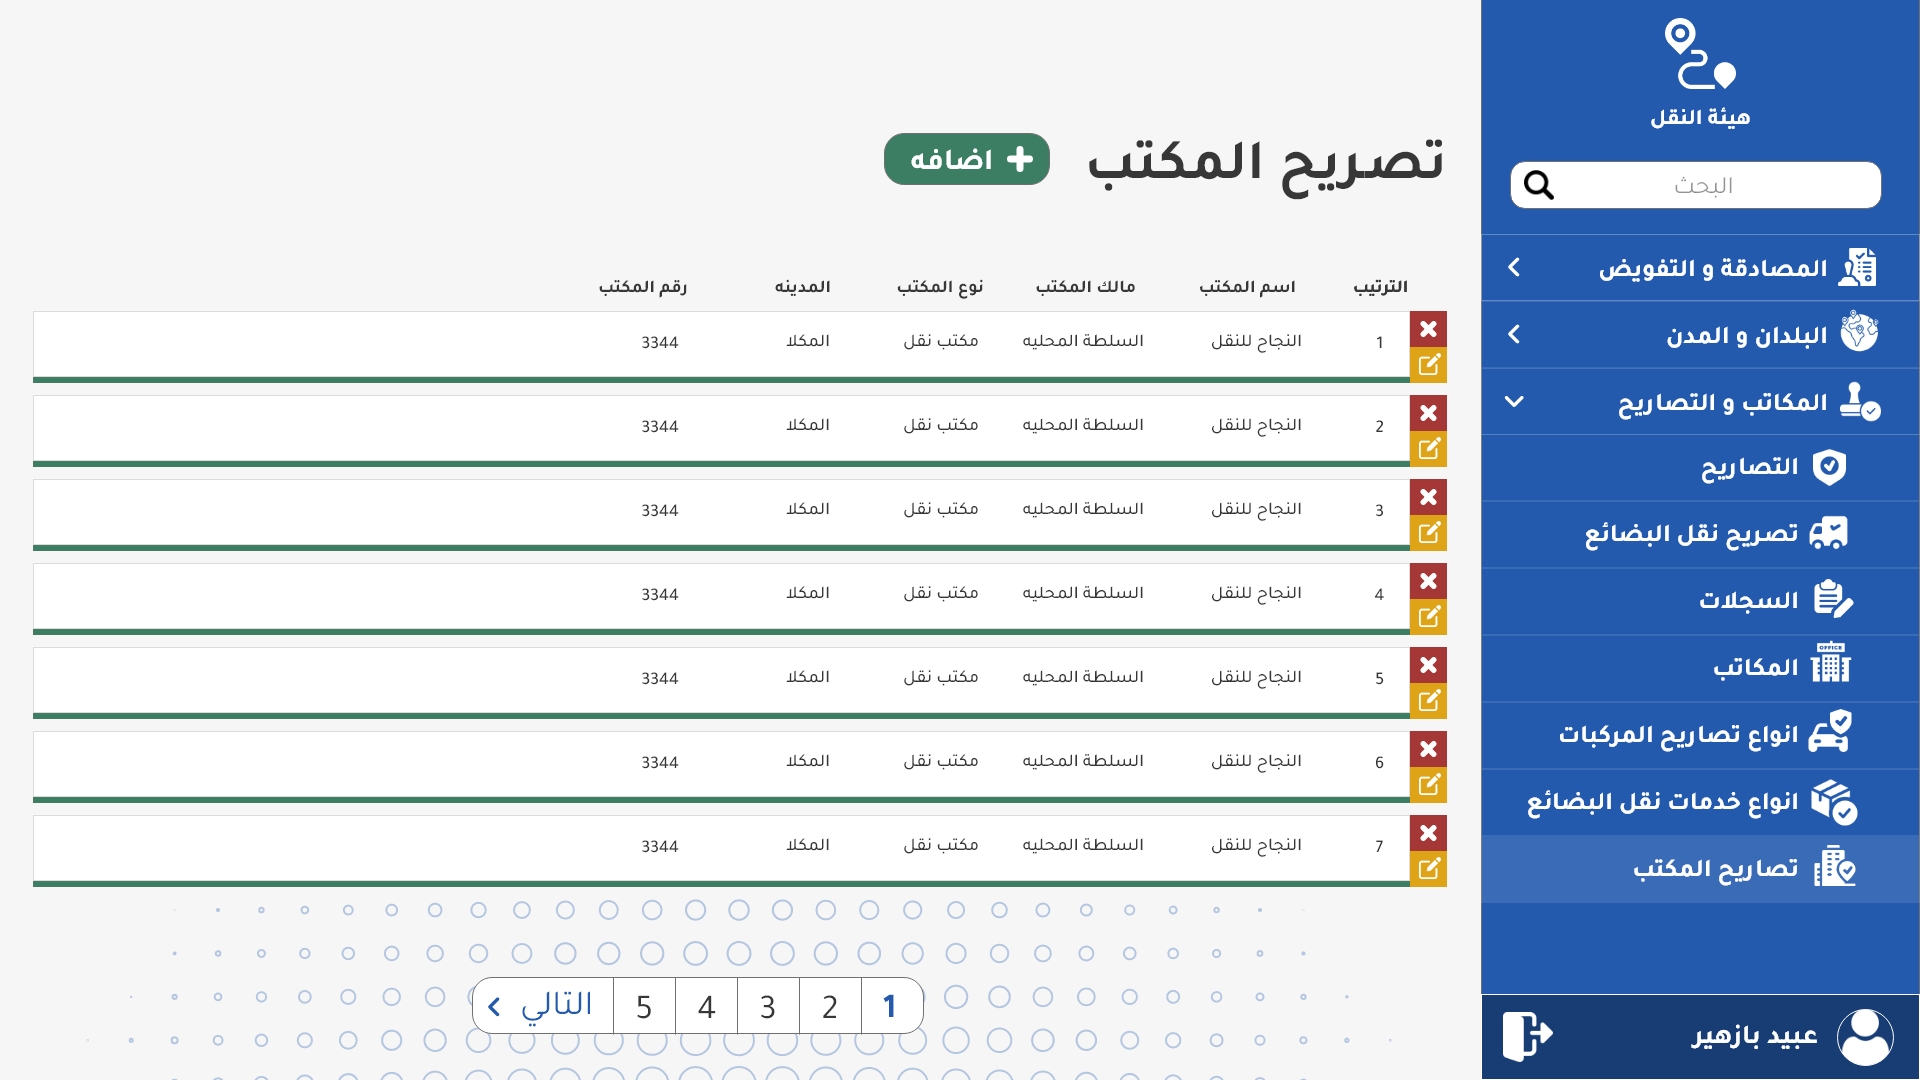 هيئة النقل
البحث
المصادقة و التفويض
البلدان و المدن
المكاتب و التصاريح
التصاريح
تصريح نقل البضائع
السجلات
OFFICE
المكاتب
انواع تصاريح المركبات
انواع خدمات نقل البضائع
تصاريح المكتب
عبيد بازهير
تصريح المكتب
اضافه
الترتيب اسم المكتب مالك المكتب نوع المكتب المدينه رقم المكتب
1 النجاح للنقل السلطة المحليه مكتب نقل المكلا 3344
2 النجاح للنقل السلطة المحليه مكتب نقل المكلا 3344
3 النجاح للنقل السلطة المحليه مكتب نقل المكلا 3344
4 النجاح للنقل السلطة المحليه مكتب نقل المكلا 3344
5 النجاح للنقل السلطة المحليه مكتب نقل المكلا 3344
6 النجاح للنقل السلطة المحليه مكتب نقل المكلا 3344
7 النجاح للنقل السلطة المحليه مكتب نقل المكلا 3344
1 2 3 4 5 التالي